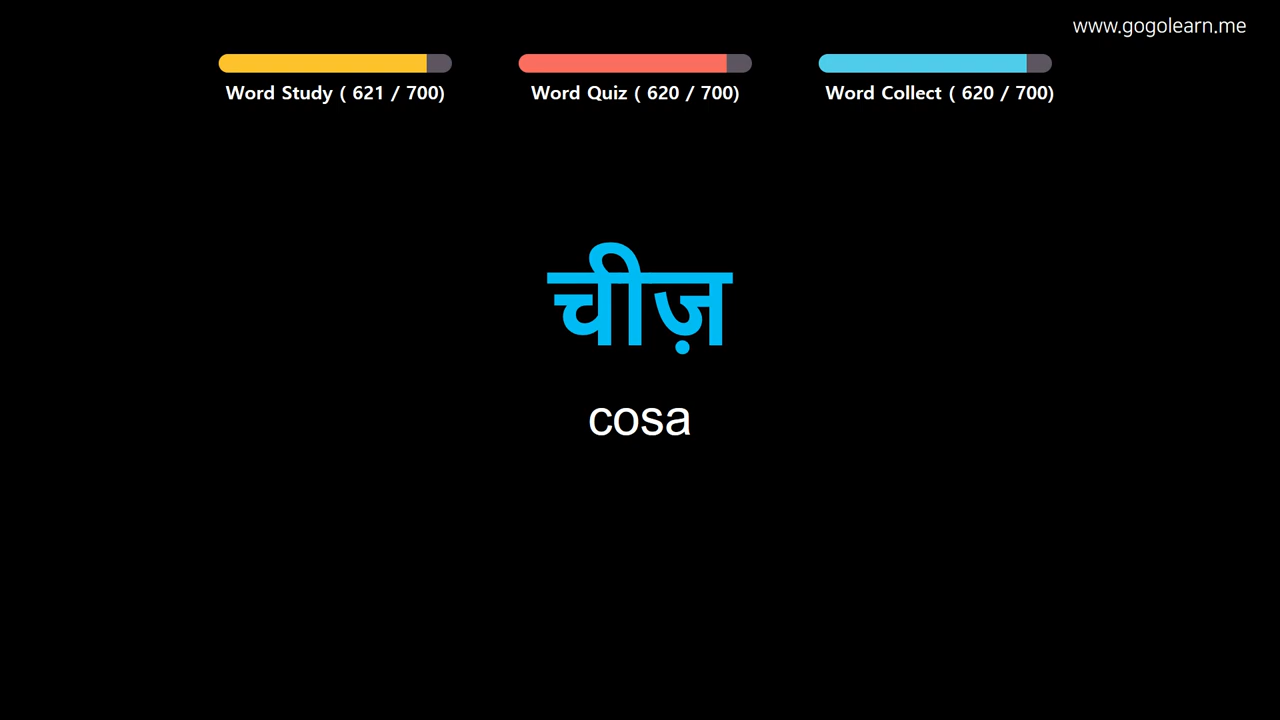 www.gogolearn.me
Word Study ( 621 / 700)
Word Quiz ( 620 / 700)
Word Collect ( 620 / 700)
चीज़
cosa